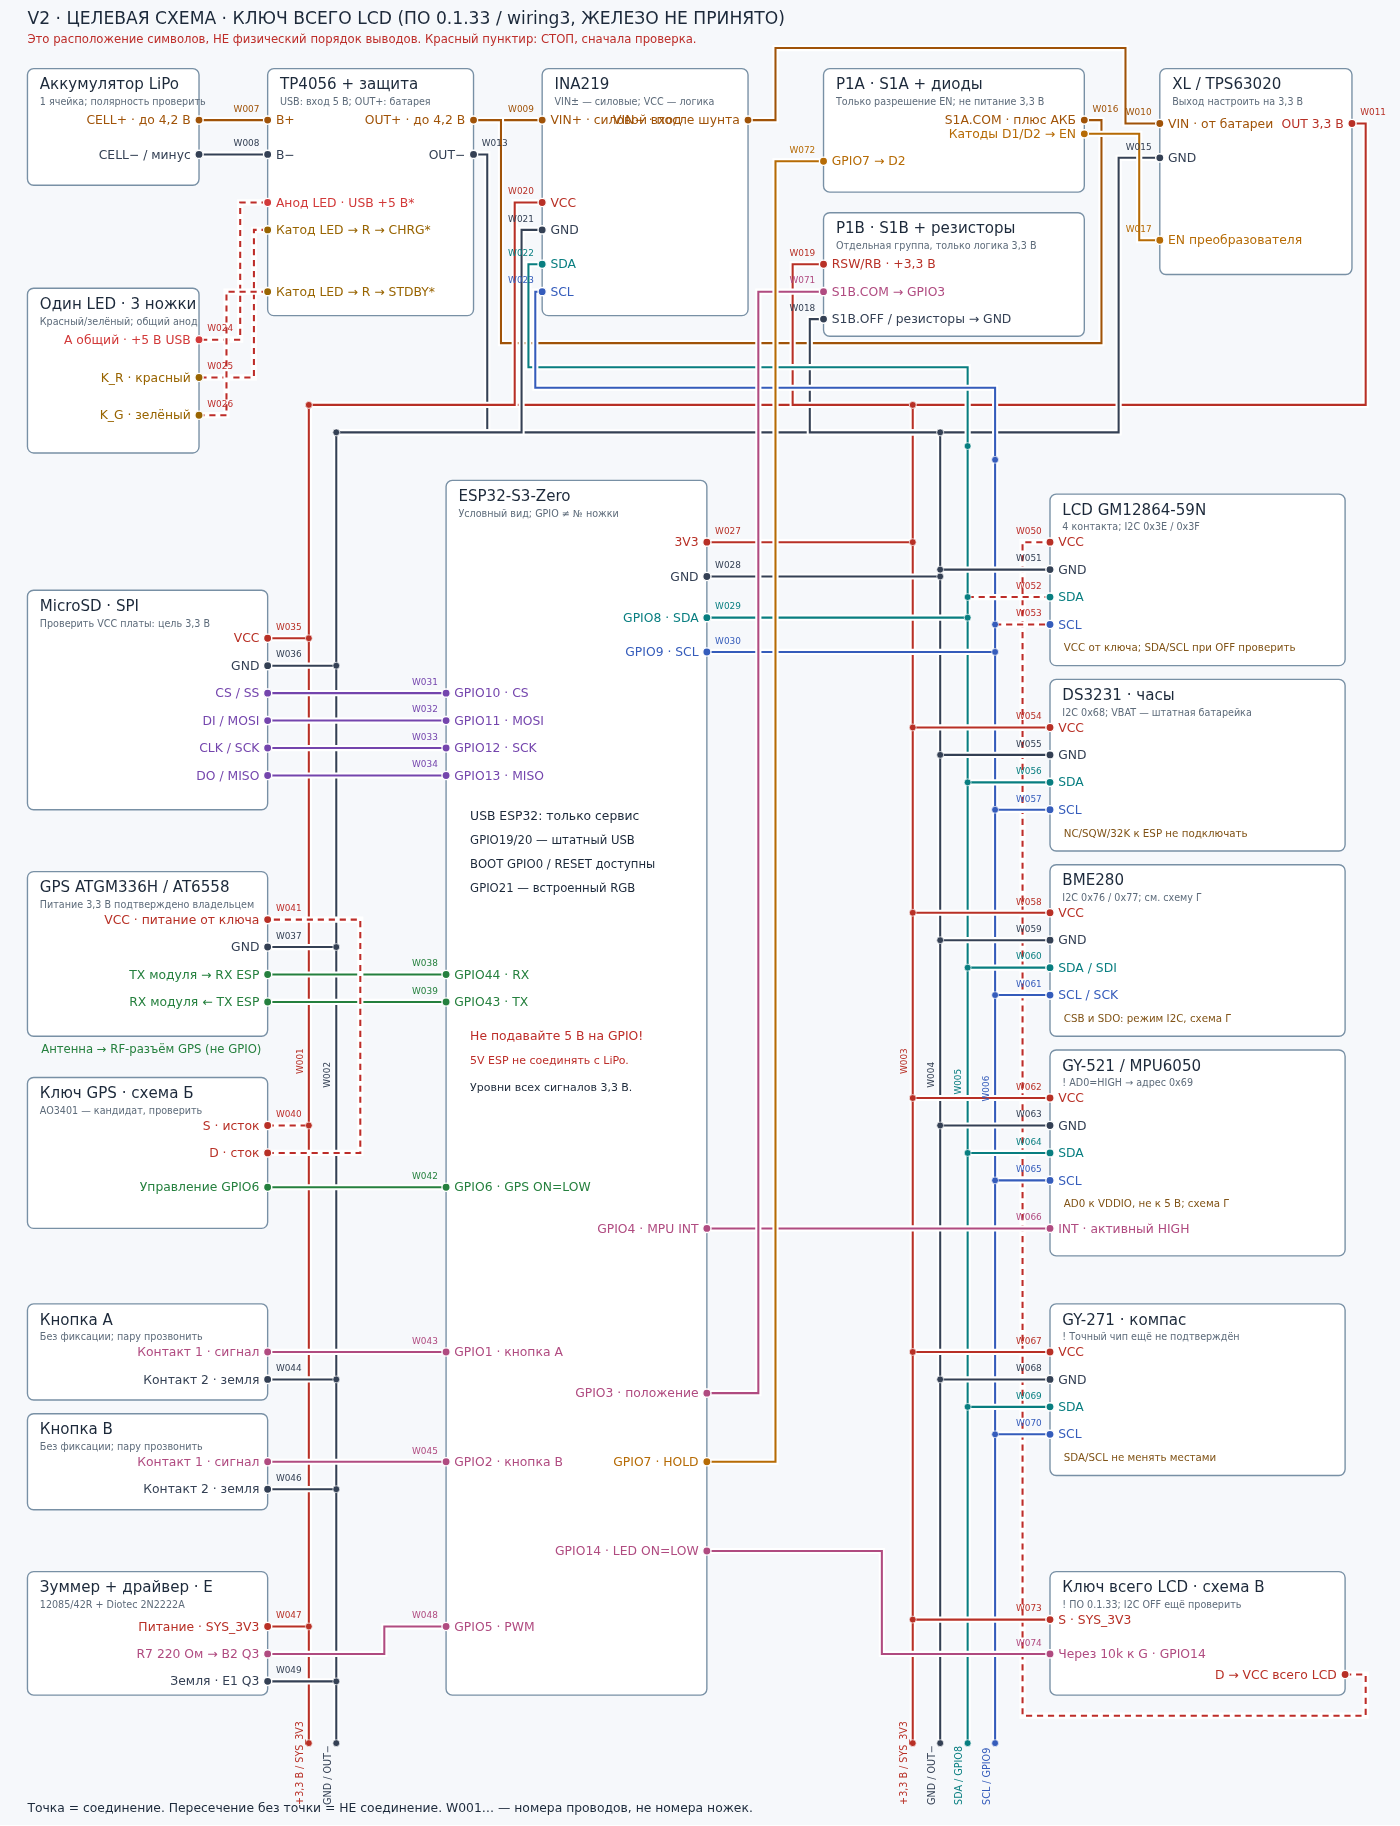 V2 · ЦЕЛЕВАЯ СХЕМА · КЛЮЧ ВСЕГО LCD (ПО 0.1.33 / wiring3, ЖЕЛЕЗО НЕ ПРИНЯТО)
Это расположение символов, НЕ физический порядок выводов. Красный пунктир: СТОП, сначала проверка.
Аккумулятор LiPo
1 ячейка; полярность проверить
CELL+ · до 4,2 В
CELL− / минус
W007
W008
TP4056 + защита
USB: вход 5 В; OUT+: батарея
B+
OUT+ · до 4,2 В
B−
OUT−
Анод LED · USB +5 В*
Катод LED → R → CHRG*
Катод LED → R → STDBY*
W009
W013
INA219
VIN± — силовые; VCC — логика
VIN+ · силовой вход
VIN− · после шунта
W020
VCC
W021
GND
W022
SDA
W023
SCL
P1A · S1A + диоды
Только разрешение EN; не питание 3,3 В
S1A.COM · плюс АКБ
Катоды D1/D2 → EN
W072
GPIO7 → D2
W016
W010
W015
W017
XL / TPS63020
Выход настроить на 3,3 В
VIN · от батареи
OUT 3,3 В
W011
GND
EN преобразователя
P1B · S1B + резисторы
Отдельная группа, только логика 3,3 В
W019
RSW/RB · +3,3 В
W071
S1B.COM → GPIO3
W018
S1B.OFF / резисторы → GND
Один LED · 3 ножки
Красный/зелёный; общий анод
A общий · +5 В USB
W024
K_R · красный
W025
K_G · зелёный
W026
ESP32-S3-Zero
Условный вид; GPIO ≠ № ножки
3V3
W027
GND
W028
GPIO8 · SDA
W029
GPIO9 · SCL
W030
W031
GPIO10 · CS
W032
GPIO11 · MOSI
W033
GPIO12 · SCK
W034
GPIO13 · MISO
USB ESP32: только сервис
GPIO19/20 — штатный USB
BOOT GPIO0 / RESET доступны
GPIO21 — встроенный RGB
W038
GPIO44 · RX
W039
GPIO43 · TX
Не подавайте 5 В на GPIO!
5V ESP не соединять с LiPo.
Уровни всех сигналов 3,3 В.
W042
GPIO6 · GPS ON=LOW
GPIO4 · MPU INT
W043
GPIO1 · кнопка A
GPIO3 · положение
W045
GPIO2 · кнопка B
GPIO7 · HOLD
GPIO14 · LED ON=LOW
W048
GPIO5 · PWM
MicroSD · SPI
Проверить VCC платы: цель 3,3 В
VCC
W035
GND
W036
CS / SS
DI / MOSI
CLK / SCK
DO / MISO
GPS ATGM336H / AT6558
Питание 3,3 В подтверждено владельцем
VCC · питание от ключа
W041
GND
W037
TX модуля → RX ESP
RX модуля ← TX ESP
Антенна → RF-разъём GPS (не GPIO)
W001
W002
Ключ GPS · схема Б
AO3401 — кандидат, проверить
S · исток
W040
D · сток
Управление GPIO6
Кнопка A
Без фиксации; пару прозвонить
Контакт 1 · сигнал
Контакт 2 · земля
W044
Кнопка B
Без фиксации; пару прозвонить
Контакт 1 · сигнал
Контакт 2 · земля
W046
Зуммер + драйвер · Е
12085/42R + Diotec 2N2222A
Питание · SYS_3V3
W047
R7 220 Ом → B2 Q3
Земля · E1 Q3
W049
LCD GM12864-59N
4 контакта; I2C 0x3E / 0x3F
W050
VCC
W051
GND
W052
SDA
W053
SCL
VCC от ключа; SDA/SCL при OFF проверить
DS3231 · часы
I2C 0x68; VBAT — штатная батарейка
W054
VCC
W055
GND
W056
SDA
W057
SCL
NC/SQW/32K к ESP не подключать
BME280
I2C 0x76 / 0x77; см. схему Г
W058
VCC
W059
GND
W060
SDA / SDI
W061
SCL / SCK
CSB и SDO: режим I2C, схема Г
W003
W004
W005
W006
GY-521 / MPU6050
! AD0=HIGH → адрес 0x69
W062
VCC
W063
GND
W064
SDA
W065
SCL
AD0 к VDDIO, не к 5 В; схема Г
W066
INT · активный HIGH
GY-271 · компас
! Точный чип ещё не подтверждён
W067
VCC
W068
GND
W069
SDA
W070
SCL
SDA/SCL не менять местами
Ключ всего LCD · схема В
! ПО 0.1.33; I2C OFF ещё проверить
W073
S · SYS_3V3
W074
Через 10k к G · GPIO14
D → VCC всего LCD
+3,3 В / SYS_3V3
GND / OUT−
+3,3 В / SYS_3V3
GND / OUT−
SDA / GPIO8
SCL / GPIO9
Точка = соединение. Пересечение без точки = НЕ соединение. W001… — номера проводов, не номера ножек.